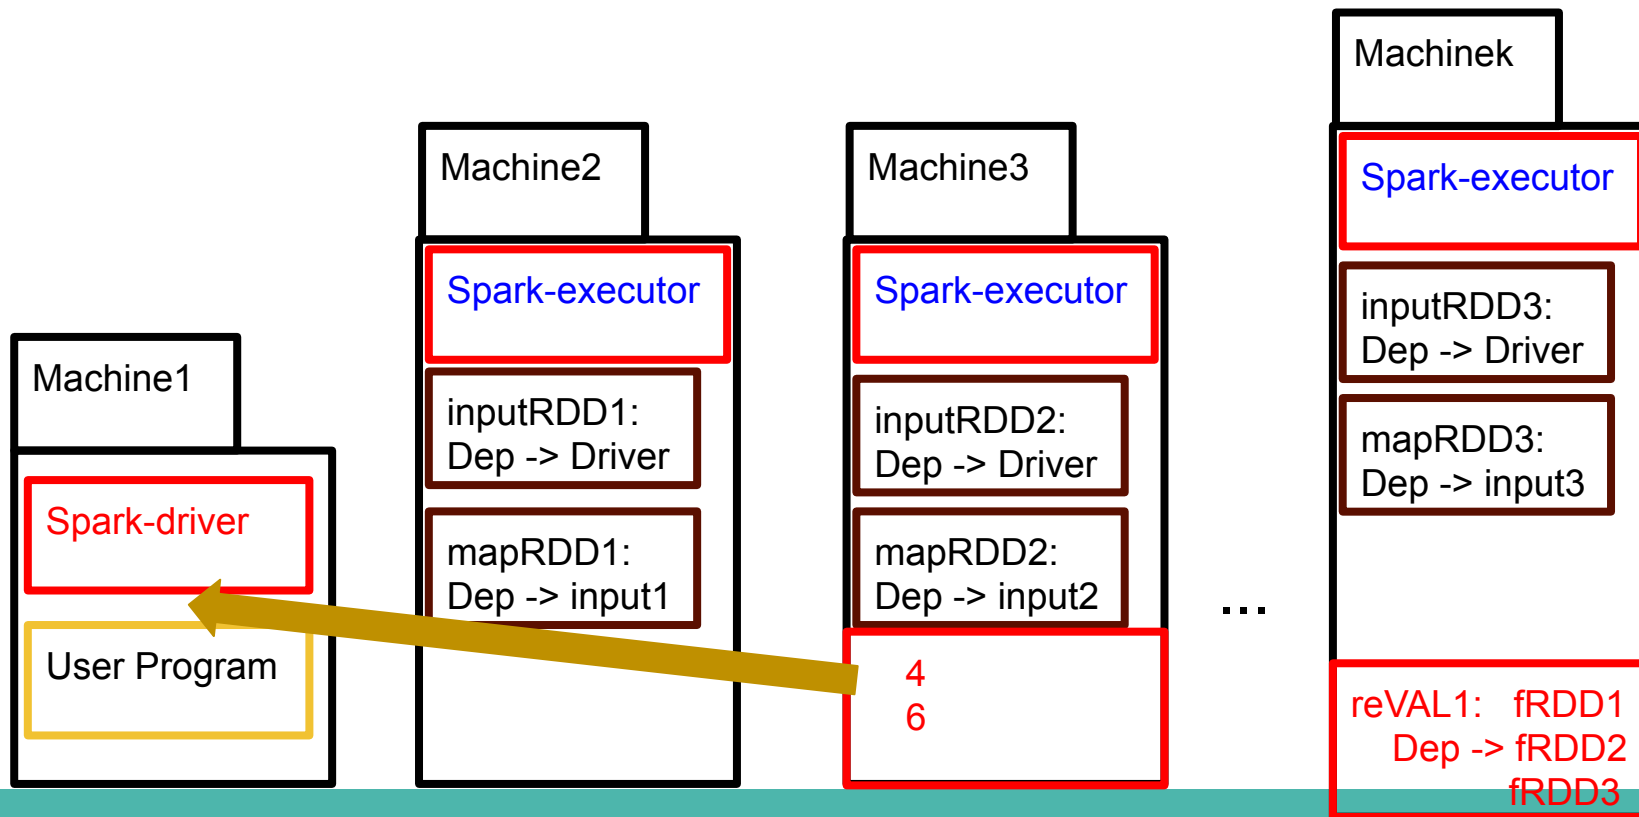 Machine1
Spark-driver
User Program
Machine2
Spark-executor
inputRDD1:
Dep -> Driver
mapRDD1:
Dep -> input1
Machine3
Spark-executor
inputRDD2:
Dep -> Driver
mapRDD2:
Dep -> input2
4
6
...
Machinek
Spark-executor
inputRDD3:
Dep -> Driver
mapRDD3:
Dep -> input3
reVAL1: fRDD1
Dep -> fRDD2
fRDD3